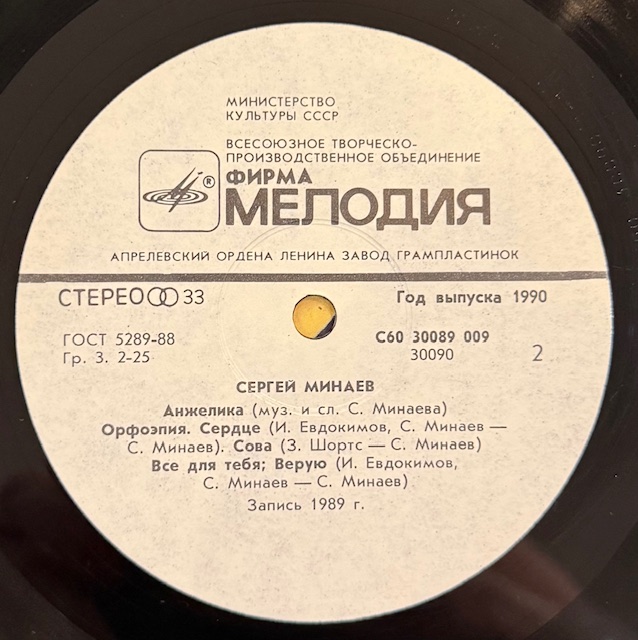 МИНИСТЕРСТВО
КУЛЬТУРЫ СССР
ВСЕСОЮЗНОЕ ТВОРЧЕСКО-
ПРОИЗВОДСТВЕННОЕ ОБЪЕДИНЕНИЕ
®
ФИРМА
МЕЛОДИЯ
АПРЕЛЕВСКИЙ ОРДЕНА ЛЕНИНА ЗАВОД ГРАМПЛАСТИНОК
СТЕРЕО 33
Год выпуска 1990
ГОСТ 5289-88
Гр. 3. 2-25
С60 30089 009
30090
2
СЕРГЕЙ МИНАЕВ
Анжелика (муз. и сл. С. Минаева)
Орфоэпия. Сердце (И. Евдокимов, С. Минаев —
С. Минаев). Сова (З. Шортс — С. Минаев)
Все для тебя; Верую (И. Евдокимов,
С. Минаев — С. Минаев)
Запись 1989 г.